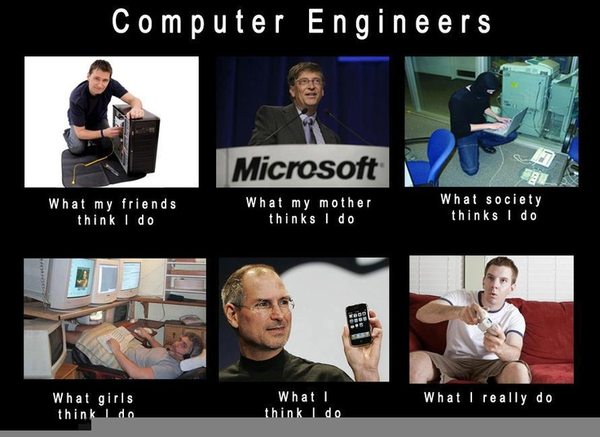 Computer Engineers
Microsoft
What my friends
think I do
What my mother
thinks I do
What society
thinks I do
What girls
think I do
What I
think I do
What I really do